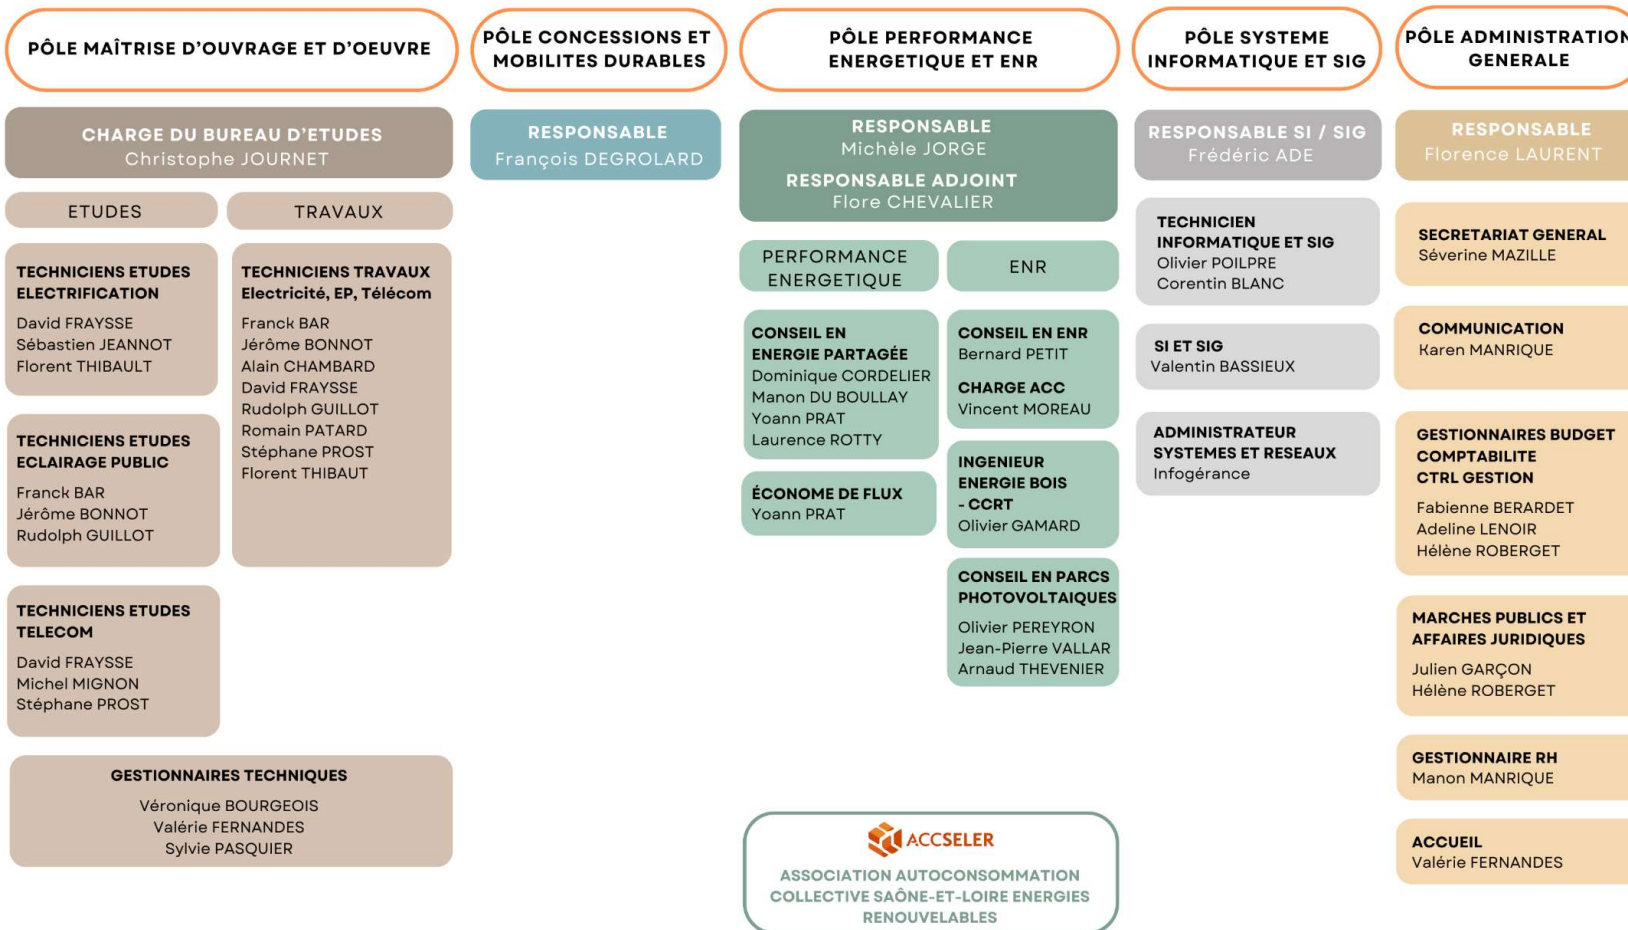 PÔLE MAÎTRISE D'OUVRAGE ET D'OEUVRE
CHARGE DU BUREAU D'ETUDES
Christophe JOURNET
ETUDES
TECHNICIENS ETUDES
ELECTRIFICATION
David FRAYSSE
Sébastien JEANNOT
Florent THIBAULT
TECHNICIENS ETUDES
ECLAIRAGE PUBLIC
Franck BAR
Jérôme BONNOT
Rudolph GUILLOT
TECHNICIENS ETUDES
TELECOM
David FRAYSSE
Michel MIGNON
Stéphane PROST
TRAVAUX
TECHNICIENS TRAVAUX
Electricité, EP, Télécom
Franck BAR
Jérôme BONNOT
Alain CHAMBARD
David FRAYSSE
Rudolph GUILLOT
Romain PATARD
Stéphane PROST
Florent THIBAUT
GESTIONNAIRES TECHNIQUES
Véronique BOURGEOIS
Valérie FERNANDES
Sylvie PASQUIER
PÔLE CONCESSIONS ET
MOBILITES DURABLES
RESPONSABLE
François DEGROLARD
PÔLE PERFORMANCE
ENERGETIQUE ET ENR
RESPONSABLE
Michèle JORGE
RESPONSABLE ADJOINT
Flore CHEVALIER
PERFORMANCE
ENERGETIQUE
CONSEIL EN
ENERGIE PARTAGÉE
Dominique CORDELIER
Manon DU BOULLAY
Yoann PRAT
Laurence ROTTY
ÉCONOME DE FLUX
Yoann PRAT
ENR
CONSEIL EN ENR
Bernard PETIT
CHARGE ACC
Vincent MOREAU
INGENIEUR
ENERGIE BOIS
- CCRT
Olivier GAMARD
CONSEIL EN PARCS
PHOTOVOLTAIQUES
Olivier PEREYRON
Jean-Pierre VALLAR
Arnaud THEVENIER
ACCSELER
ASSOCIATION AUTOCONSOMMATION
COLLECTIVE SAÔNE-ET-LOIRE ENERGIES
RENOUVELABLES
PÔLE SYSTEME
INFORMATIQUE ET SIG
RESPONSABLE SI / SIG
Frédéric ADE
TECHNICIEN
INFORMATIQUE ET SIG
Olivier POILPRE
Corentin BLANC
SI ET SIG
Valentin BASSIEUX
ADMINISTRATEUR
SYSTEMES ET RESEAUX
Infogérance
PÔLE ADMINISTRATION
GENERALE
RESPONSABLE
Florence LAURENT
SECRETARIAT GENERAL
Séverine MAZILLE
COMMUNICATION
Karen MANRIQUE
GESTIONNAIRES BUDGET
COMPTABILITE
CTRL GESTION
Fabienne BERARDET
Adeline LENOIR
Hélène ROBERGET
MARCHES PUBLICS ET
AFFAIRES JURIDIQUES
Julien GARÇON
Hélène ROBERGET
GESTIONNAIRE RH
Manon MANRIQUE
ACCUEIL
Valérie FERNANDES